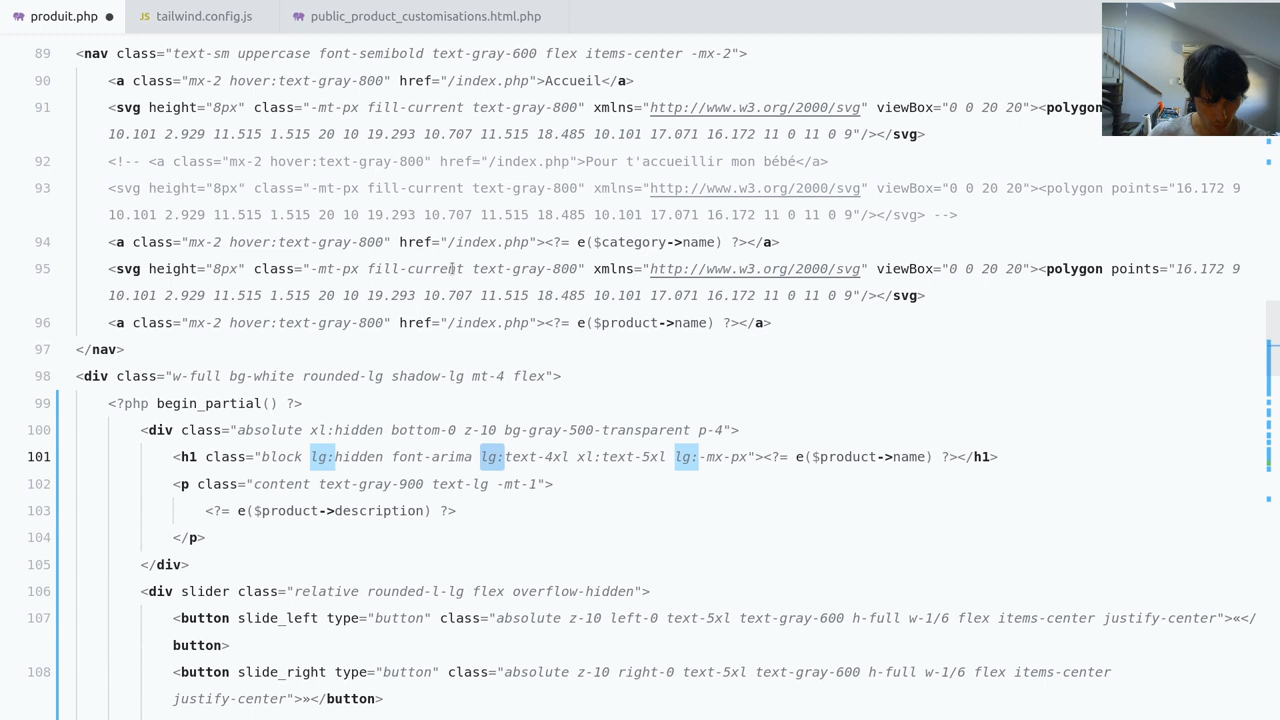 produit.php
JS tailwind.config.js
public_product_customisations.html.php
89 <nav class="text-sm uppercase font-semibold text-gray-600 flex items-center -mx-2">
90 <a class="mx-2 hover:text-gray-800" href="/index.php">Accueil</a>
91 <svg height="8px" class="-mt-px fill-current text-gray-800" xmlns="http://www.w3.org/2000/svg" viewBox="0 0 20 20"><polygon
10.101 2.929 11.515 1.515 20 10 19.293 10.707 11.515 18.485 10.101 17.071 16.172 11 0 11 0 9"/></svg>
92 <!-- <a class="mx-2 hover:text-gray-800" href="/index.php">Pour t'accueillir mon bébé</a>
93 <svg height="8px" class="-mt-px fill-current text-gray-800" xmlns="http://www.w3.org/2000/svg" viewBox="0 0 20 20"><polygon points="16.172 9
10.101 2.929 11.515 1.515 20 10 19.293 10.707 11.515 18.485 10.101 17.071 16.172 11 0 11 0 9"/></svg> -->
94 <a class="mx-2 hover:text-gray-800" href="/index.php"><?= e($category->name) ?></a>
95 <svg height="8px" class="-mt-px fill-current text-gray-800" xmlns="http://www.w3.org/2000/svg" viewBox="0 0 20 20"><polygon points="16.172 9
10.101 2.929 11.515 1.515 20 10 19.293 10.707 11.515 18.485 10.101 17.071 16.172 11 0 11 0 9"/></svg>
96 <a class="mx-2 hover:text-gray-800" href="/index.php"><?= e($product->name) ?></a>
97 </nav>
98 <div class="w-full bg-white rounded-lg shadow-lg mt-4 flex">
99 <?php begin_partial() ?>
100 <div class="absolute xl:hidden bottom-0 z-10 bg-gray-500-transparent p-4">
101 <h1 class="block lg:hidden font-arima lg:text-4xl xl:text-5xl lg:-mx-px"><?= e($product->name) ?></h1>
102 <p class="content text-gray-900 text-lg -mt-1">
103 <?= e($product->description) ?>
104 </p>
105 </div>
106 <div slider class="relative rounded-l-lg flex overflow-hidden">
107 <button slide_left type="button" class="absolute z-10 left-0 text-5xl text-gray-600 h-full w-1/6 flex items-center justify-center">«</
button>
108 <button slide_right type="button" class="absolute z-10 right-0 text-5xl text-gray-600 h-full w-1/6 flex items-center
justify-center">»</button>